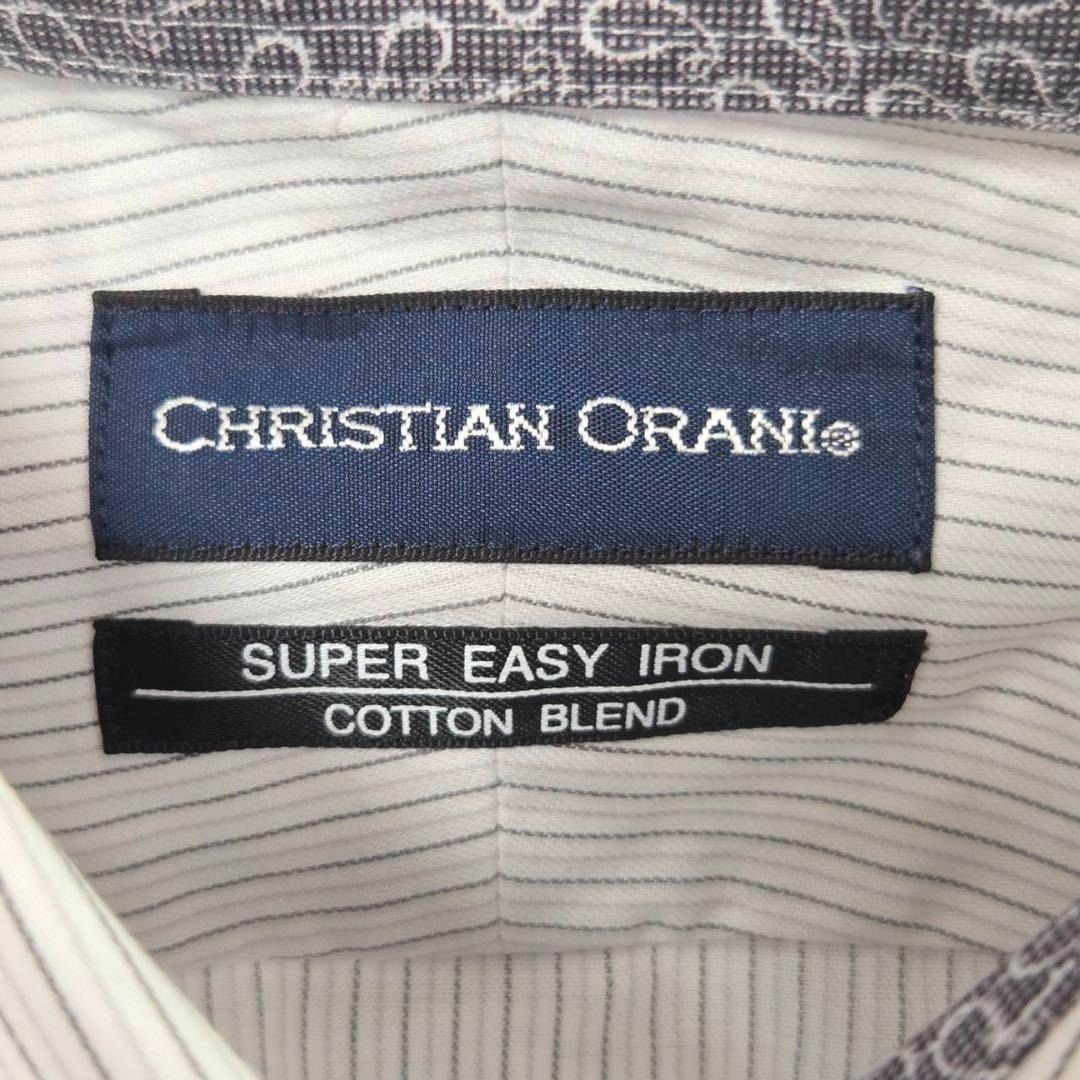 CHRISTIAN ORANI®
SUPER EASY IRON
COTTON BLEND